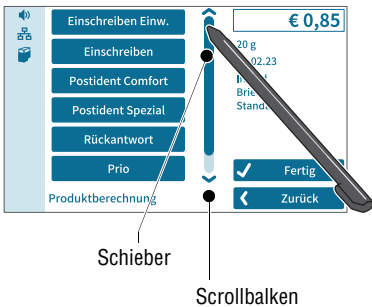 Einschreiben Einw.
Einschreiben
Postident Comfort
Postident Spezial
Rückantwort
Prio
Produktberechnung
€ 0,85
20 g
02.23
Brie
Standa
Fertig
Zurück
Schieber
Scrollbalken